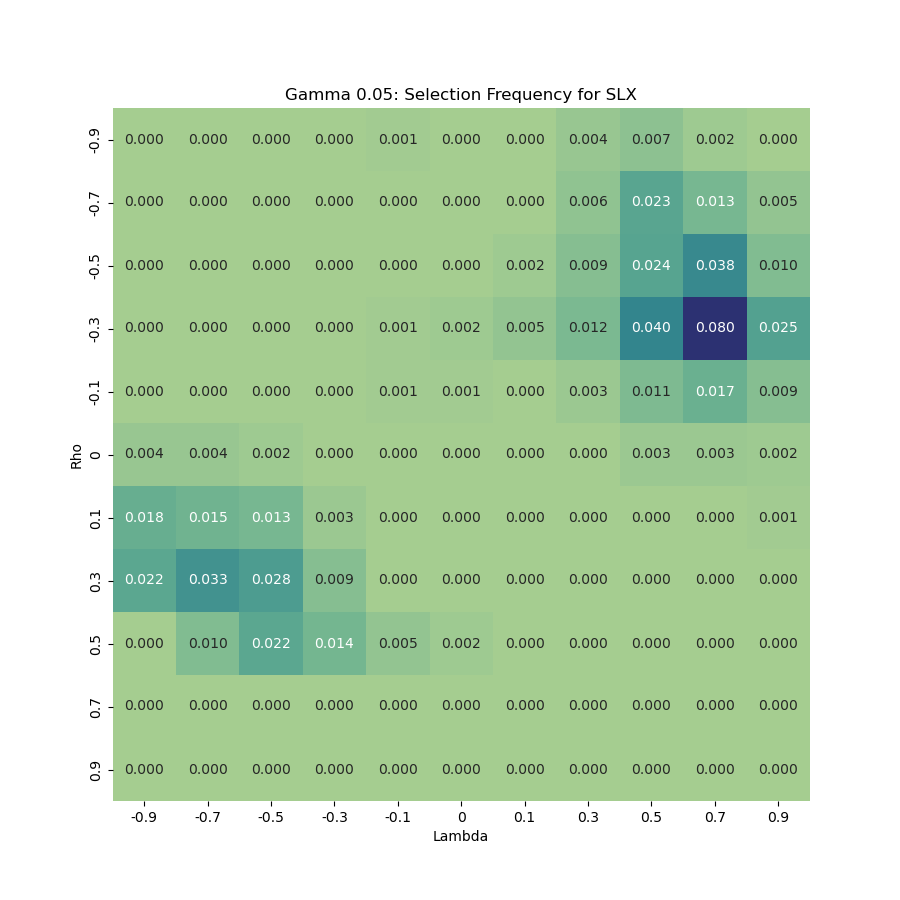 Gamma 0.05: Selection Frequency for SLX
-0.9 0.000 0.000 0.000 0.000 0.001 0.000 0.000 0.004 0.007 0.002 0.000
-0.7 0.000 0.000 0.000 0.000 0.000 0.000 0.000 0.006 0.023 0.013 0.005
-0.5 0.000 0.000 0.000 0.000 0.000 0.000 0.002 0.009 0.024 0.038 0.010
-0.3 0.000 0.000 0.000 0.000 0.001 0.002 0.005 0.012 0.040 0.080 0.025
-0.1 0.000 0.000 0.000 0.000 0.001 0.001 0.000 0.003 0.011 0.017 0.009
Rho
0 0.004 0.004 0.002 0.000 0.000 0.000 0.000 0.000 0.003 0.003 0.002
0.1 0.018 0.015 0.013 0.003 0.000 0.000 0.000 0.000 0.000 0.000 0.001
0.3 0.022 0.033 0.028 0.009 0.000 0.000 0.000 0.000 0.000 0.000 0.000
0.5 0.000 0.010 0.022 0.014 0.005 0.002 0.000 0.000 0.000 0.000 0.000
0.7 0.000 0.000 0.000 0.000 0.000 0.000 0.000 0.000 0.000 0.000 0.000
0.9 0.000 0.000 0.000 0.000 0.000 0.000 0.000 0.000 0.000 0.000 0.000
-0.9 -0.7 -0.5 -0.3 -0.1 0 0.1 0.3 0.5 0.7 0.9
Lambda